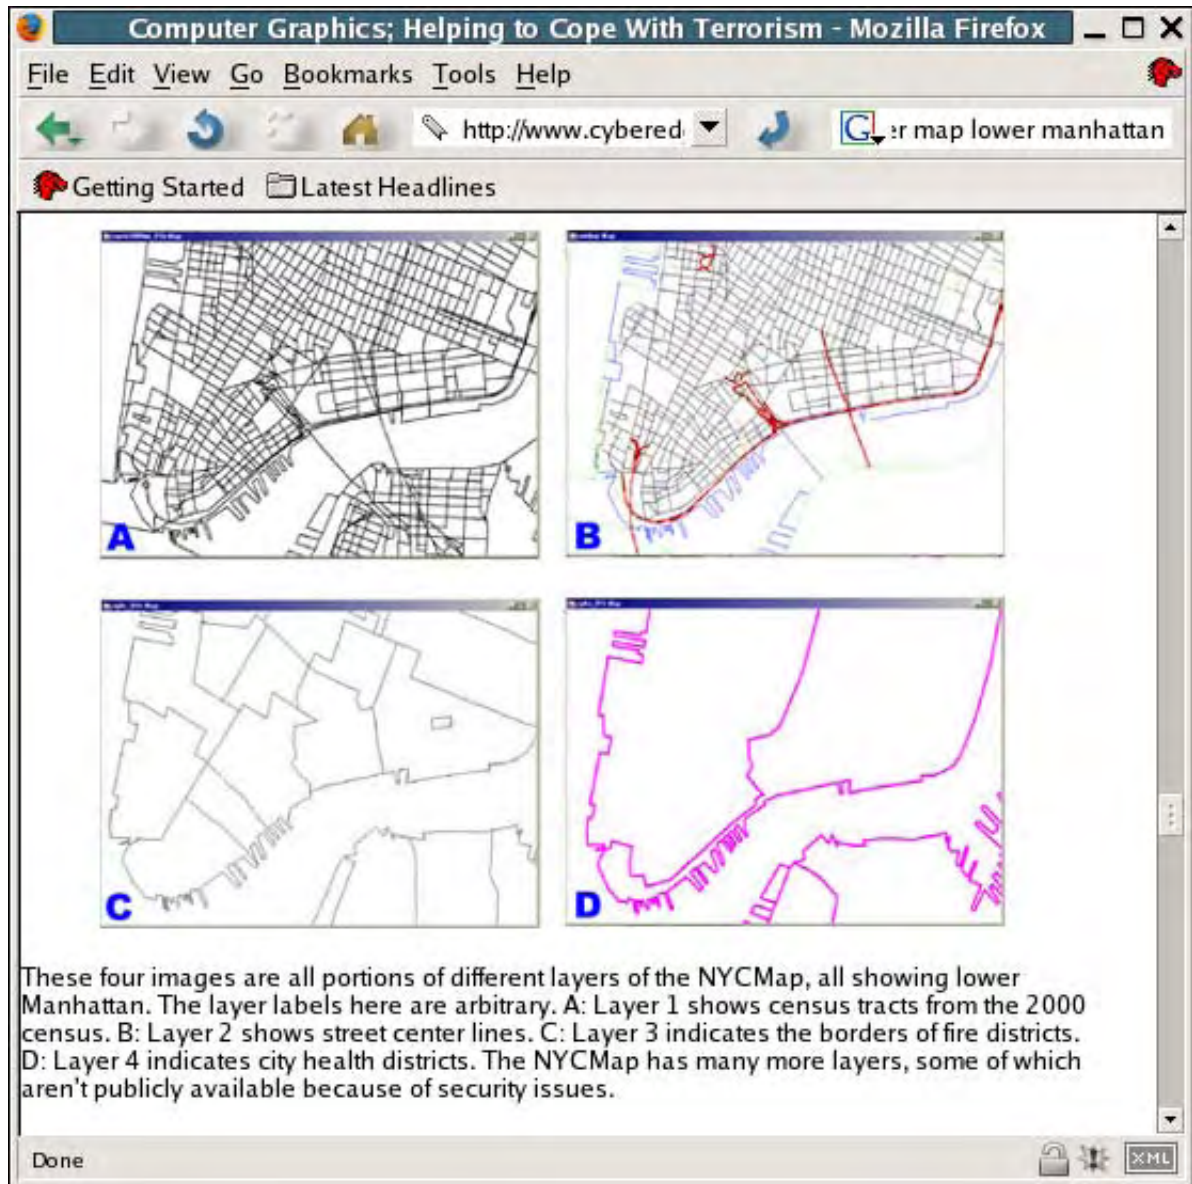 Computer Graphics; Helping to Cope With Terrorism - Mozilla Firefox
File Edit View Go Bookmarks Tools Help
http://www.cybered
G er map lower manhattan
Getting Started Latest Headlines
A
B
C
D
These four images are all portions of different layers of the NYCMap, all showing lower
Manhattan. The layer labels here are arbitrary. A: Layer 1 shows census tracts from the 2000
census. B: Layer 2 shows street center lines. C: Layer 3 indicates the borders of fire districts.
D: Layer 4 indicates city health districts. The NYCMap has many more layers, some of which
aren't publicly available because of security issues.
Done
XML